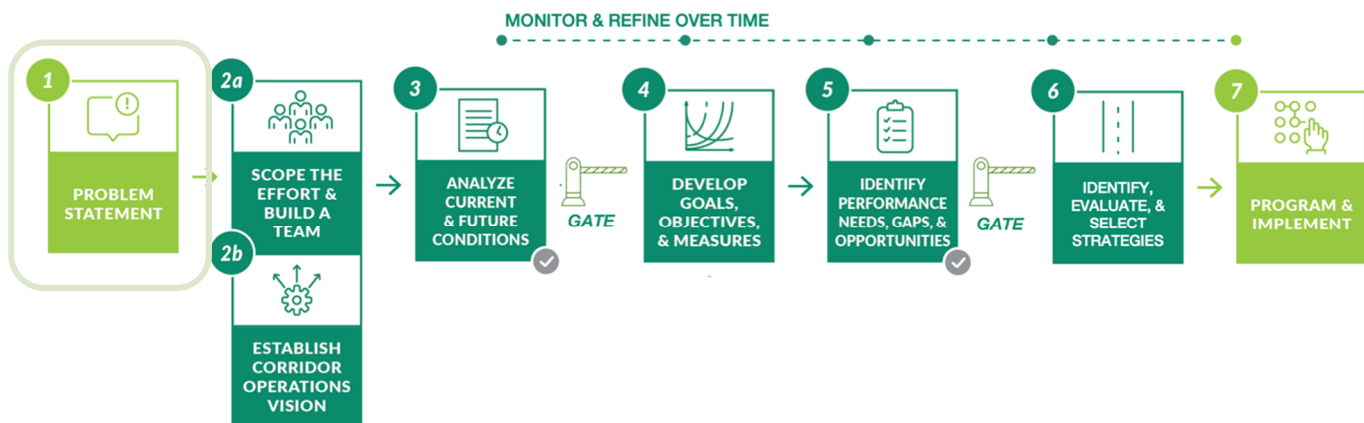 MONITOR & REFINE OVER TIME
1
PROBLEM
STATEMENT
2a
SCOPE THE
EFFORT &
BUILD A
TEAM
2b
ESTABLISH
CORRIDOR
OPERATIONS
VISION
3
ANALYZE
CURRENT
& FUTURE
CONDITIONS
GATE
4
DEVELOP
GOALS,
OBJECTIVES,
& MEASURES
5
IDENTIFY
PERFORMANCE
NEEDS, GAPS, &
OPPORTUNITIES
GATE
6
IDENTIFY,
EVALUATE, &
SELECT
STRATEGIES
7
PROGRAM &
IMPLEMENT